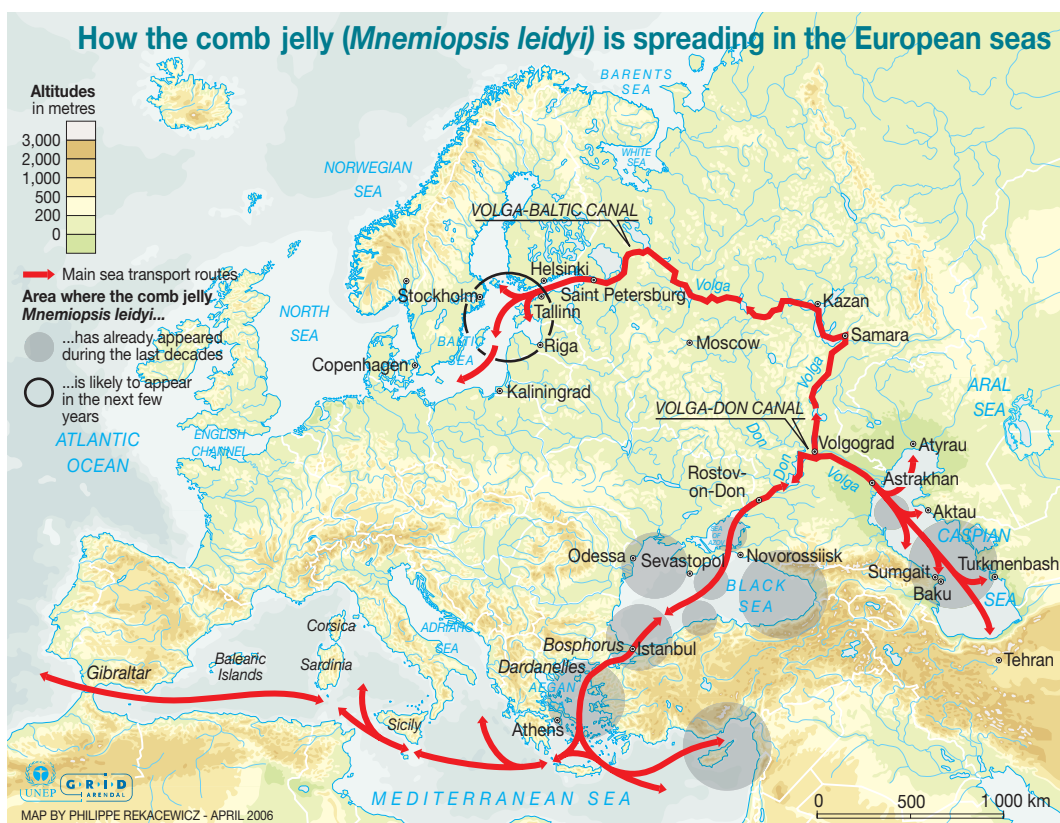 How the comb jelly (Mnemiopsis leidyi) is spreading in the European seas
Altitudes
in metres
3,000
2,000
1,000
500
200
0
Main sea transport routes
Area where the comb jelly
Mnemiopsis leidyi...
...has already appeared
during the last decades
...is likely to appear
in the next few
years
BARENTS
SEA
WHITE
SEA
NORWEGIAN
SEA
VOLGA-BALTIC CANAL
Helsinki
Stockholm
Saint Petersburg
Tallinn
Volga
Kazan
NORTH
SEA
BALTIC
SEA
Riga
Moscow
Samara
Copenhagen
Kaliningrad
Volga
ARAL
SEA
VOLGA-DON CANAL
ATLANTIC
OCEAN
ENGLISH
CHANNEL
Don
Don
Volgograd
Atyrau
Volga
Astrakhan
Rostov-
on-Don
Aktau
SEA
OF
AZOV
CASPIAN
SEA
Odessa
Sevastopol
Novorossiisk
Turkmenbash
Sumgait
Baku
BLACK
SEA
Corsica
ADRIATIC
SEA
Bosphorus
Istanbul
Tehran
Gibraltar
Balearic
Islands
Sardinia
Dardanelles
AEGAN
SEA
Sicily
Athens
MEDITERRANEAN SEA
UNEP
GRID
ARENDAL
0 500 1 000 km
MAP BY PHILIPPE REKACEWICZ - APRIL 2006